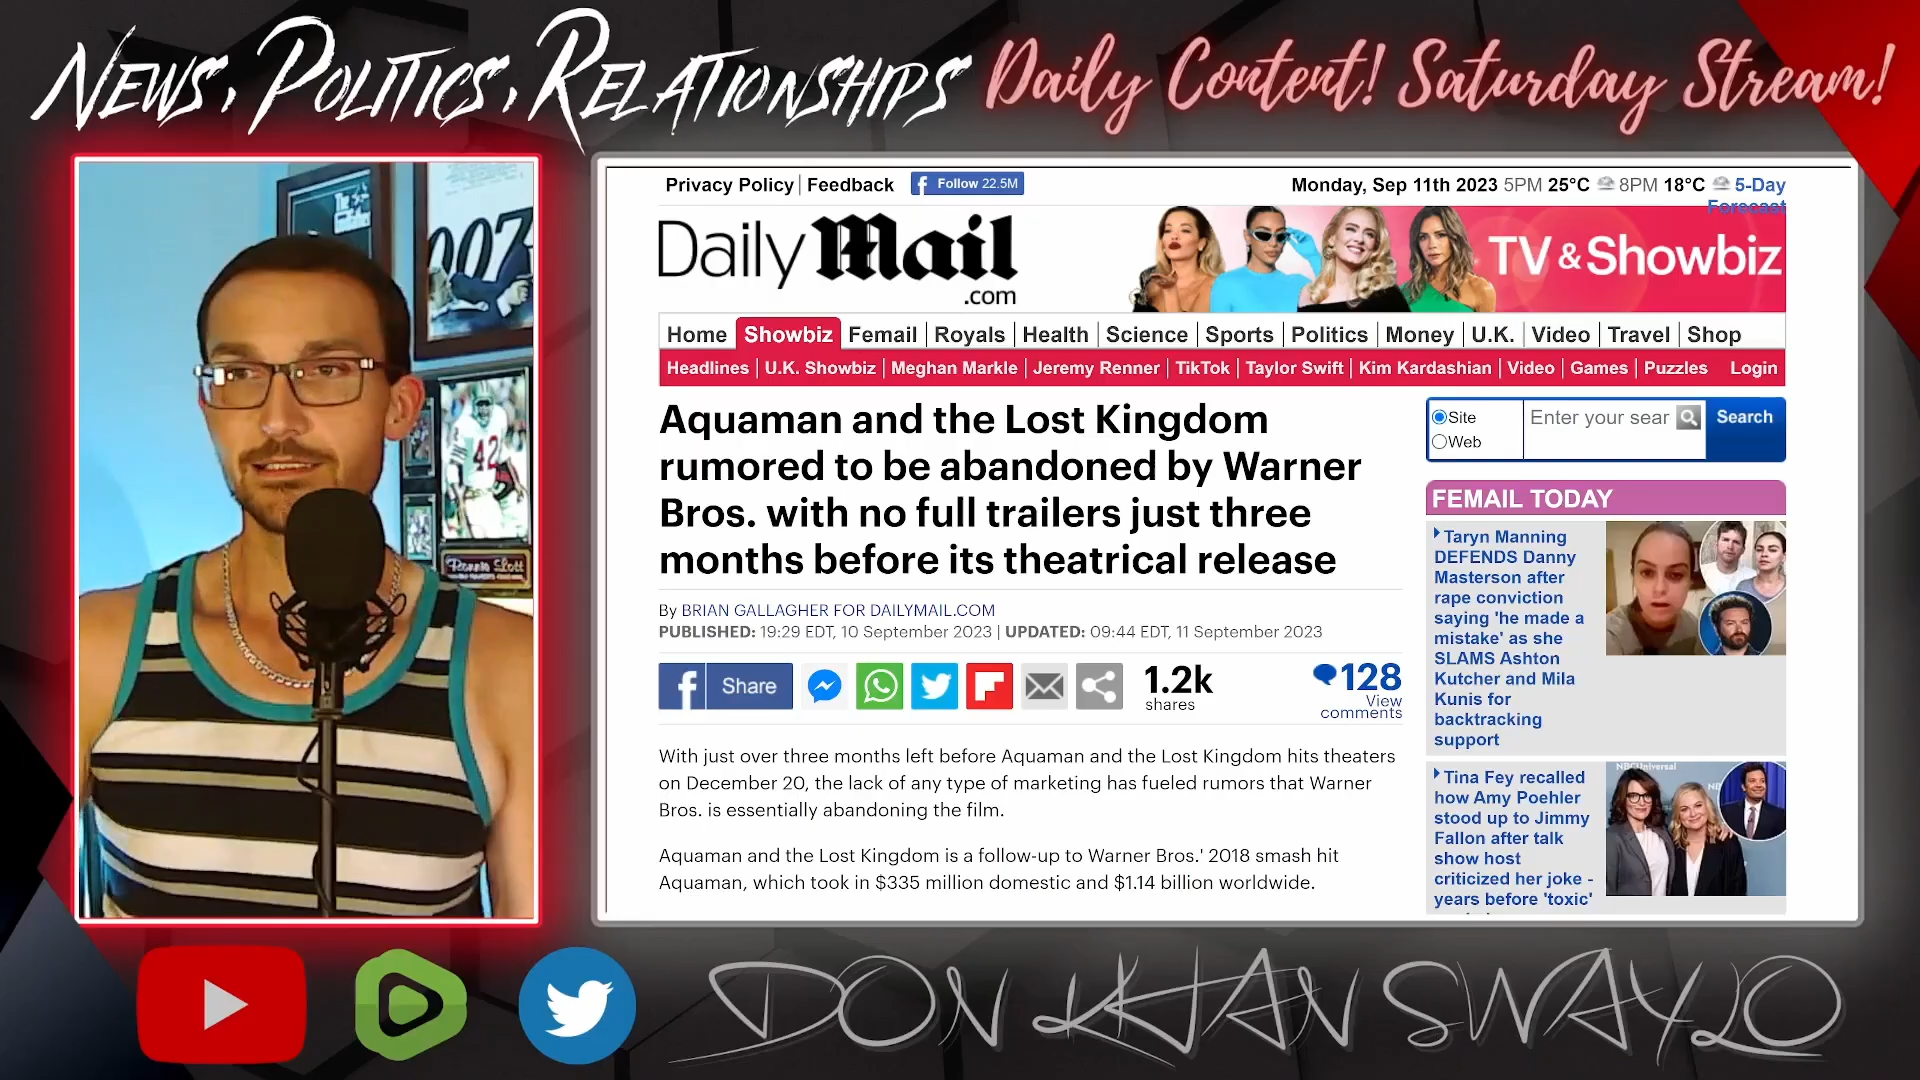 News, Politics, Relationships
Daily Content! Saturday Stream!
The
007
42
Ronnie Lott
Privacy Policy | Feedback
Follow 22.5M
Monday, Sep 11th 2023 5PM 25°C 8PM 18°C 5-Day Forecast
Daily Mail
.com
TV & Showbiz
Home Showbiz Femail Royals Health Science Sports Politics Money U.K. Video Travel Shop
Headlines U.K. Showbiz Meghan Markle Jeremy Renner TikTok Taylor Swift Kim Kardashian Video Games Puzzles Login
Aquaman and the Lost Kingdom
rumored to be abandoned by Warner
Bros. with no full trailers just three
months before its theatrical release
By BRIAN GALLAGHER FOR DAILYMAIL.COM
PUBLISHED: 19:29 EDT, 10 September 2023 | UPDATED: 09:44 EDT, 11 September 2023
Share
1.2k
shares
128
View
comments
With just over three months left before Aquaman and the Lost Kingdom hits theaters
on December 20, the lack of any type of marketing has fueled rumors that Warner
Bros. is essentially abandoning the film.
Aquaman and the Lost Kingdom is a follow-up to Warner Bros.' 2018 smash hit
Aquaman, which took in $335 million domestic and $1.14 billion worldwide.
Site
Web
Enter your sear
Search
FEMAIL TODAY
Taryn Manning
DEFENDS Danny
Masterson after
rape conviction
saying 'he made a
mistake' as she
SLAMS Ashton
Kutcher and Mila
Kunis for
backtracking
support
Tina Fey recalled
how Amy Poehler
stood up to Jimmy
Fallon after talk
show host
criticized her joke -
years before 'toxic'
NBCUniversal
DON KHAN SWAYLO